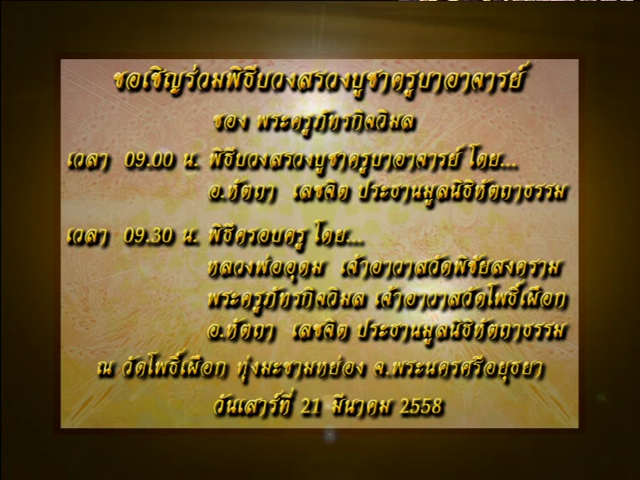 ขอเชิญร่วมพิธีบวงสรวงบูชาครูบาอาจารย์
ของ พระครูภัทรกิจวิมล
เวลา 09.00 น. พิธีบวงสรวงบูชาครูบาอาจารย์ โดย...
อ.หัตถา เลขจิต ประธานมูลนิธิหัตถาธรรม
เวลา 09.30 น. พิธีครอบครู โดย...
หลวงพ่ออุดม เจ้าอาวาสวัดพิชัยสงคราม
พระครูภัทรกิจวิมล เจ้าอาวาสวัดโพธิ์เผือก
อ.หัตถา เลขจิต ประธานมูลนิธิหัตถาธรรม
ณ วัดโพธิ์เผือก ทุ่งมะขามหย่อง จ.พระนครศรีอยุธยา
วันเสาร์ที่ 21 มีนาคม 2558